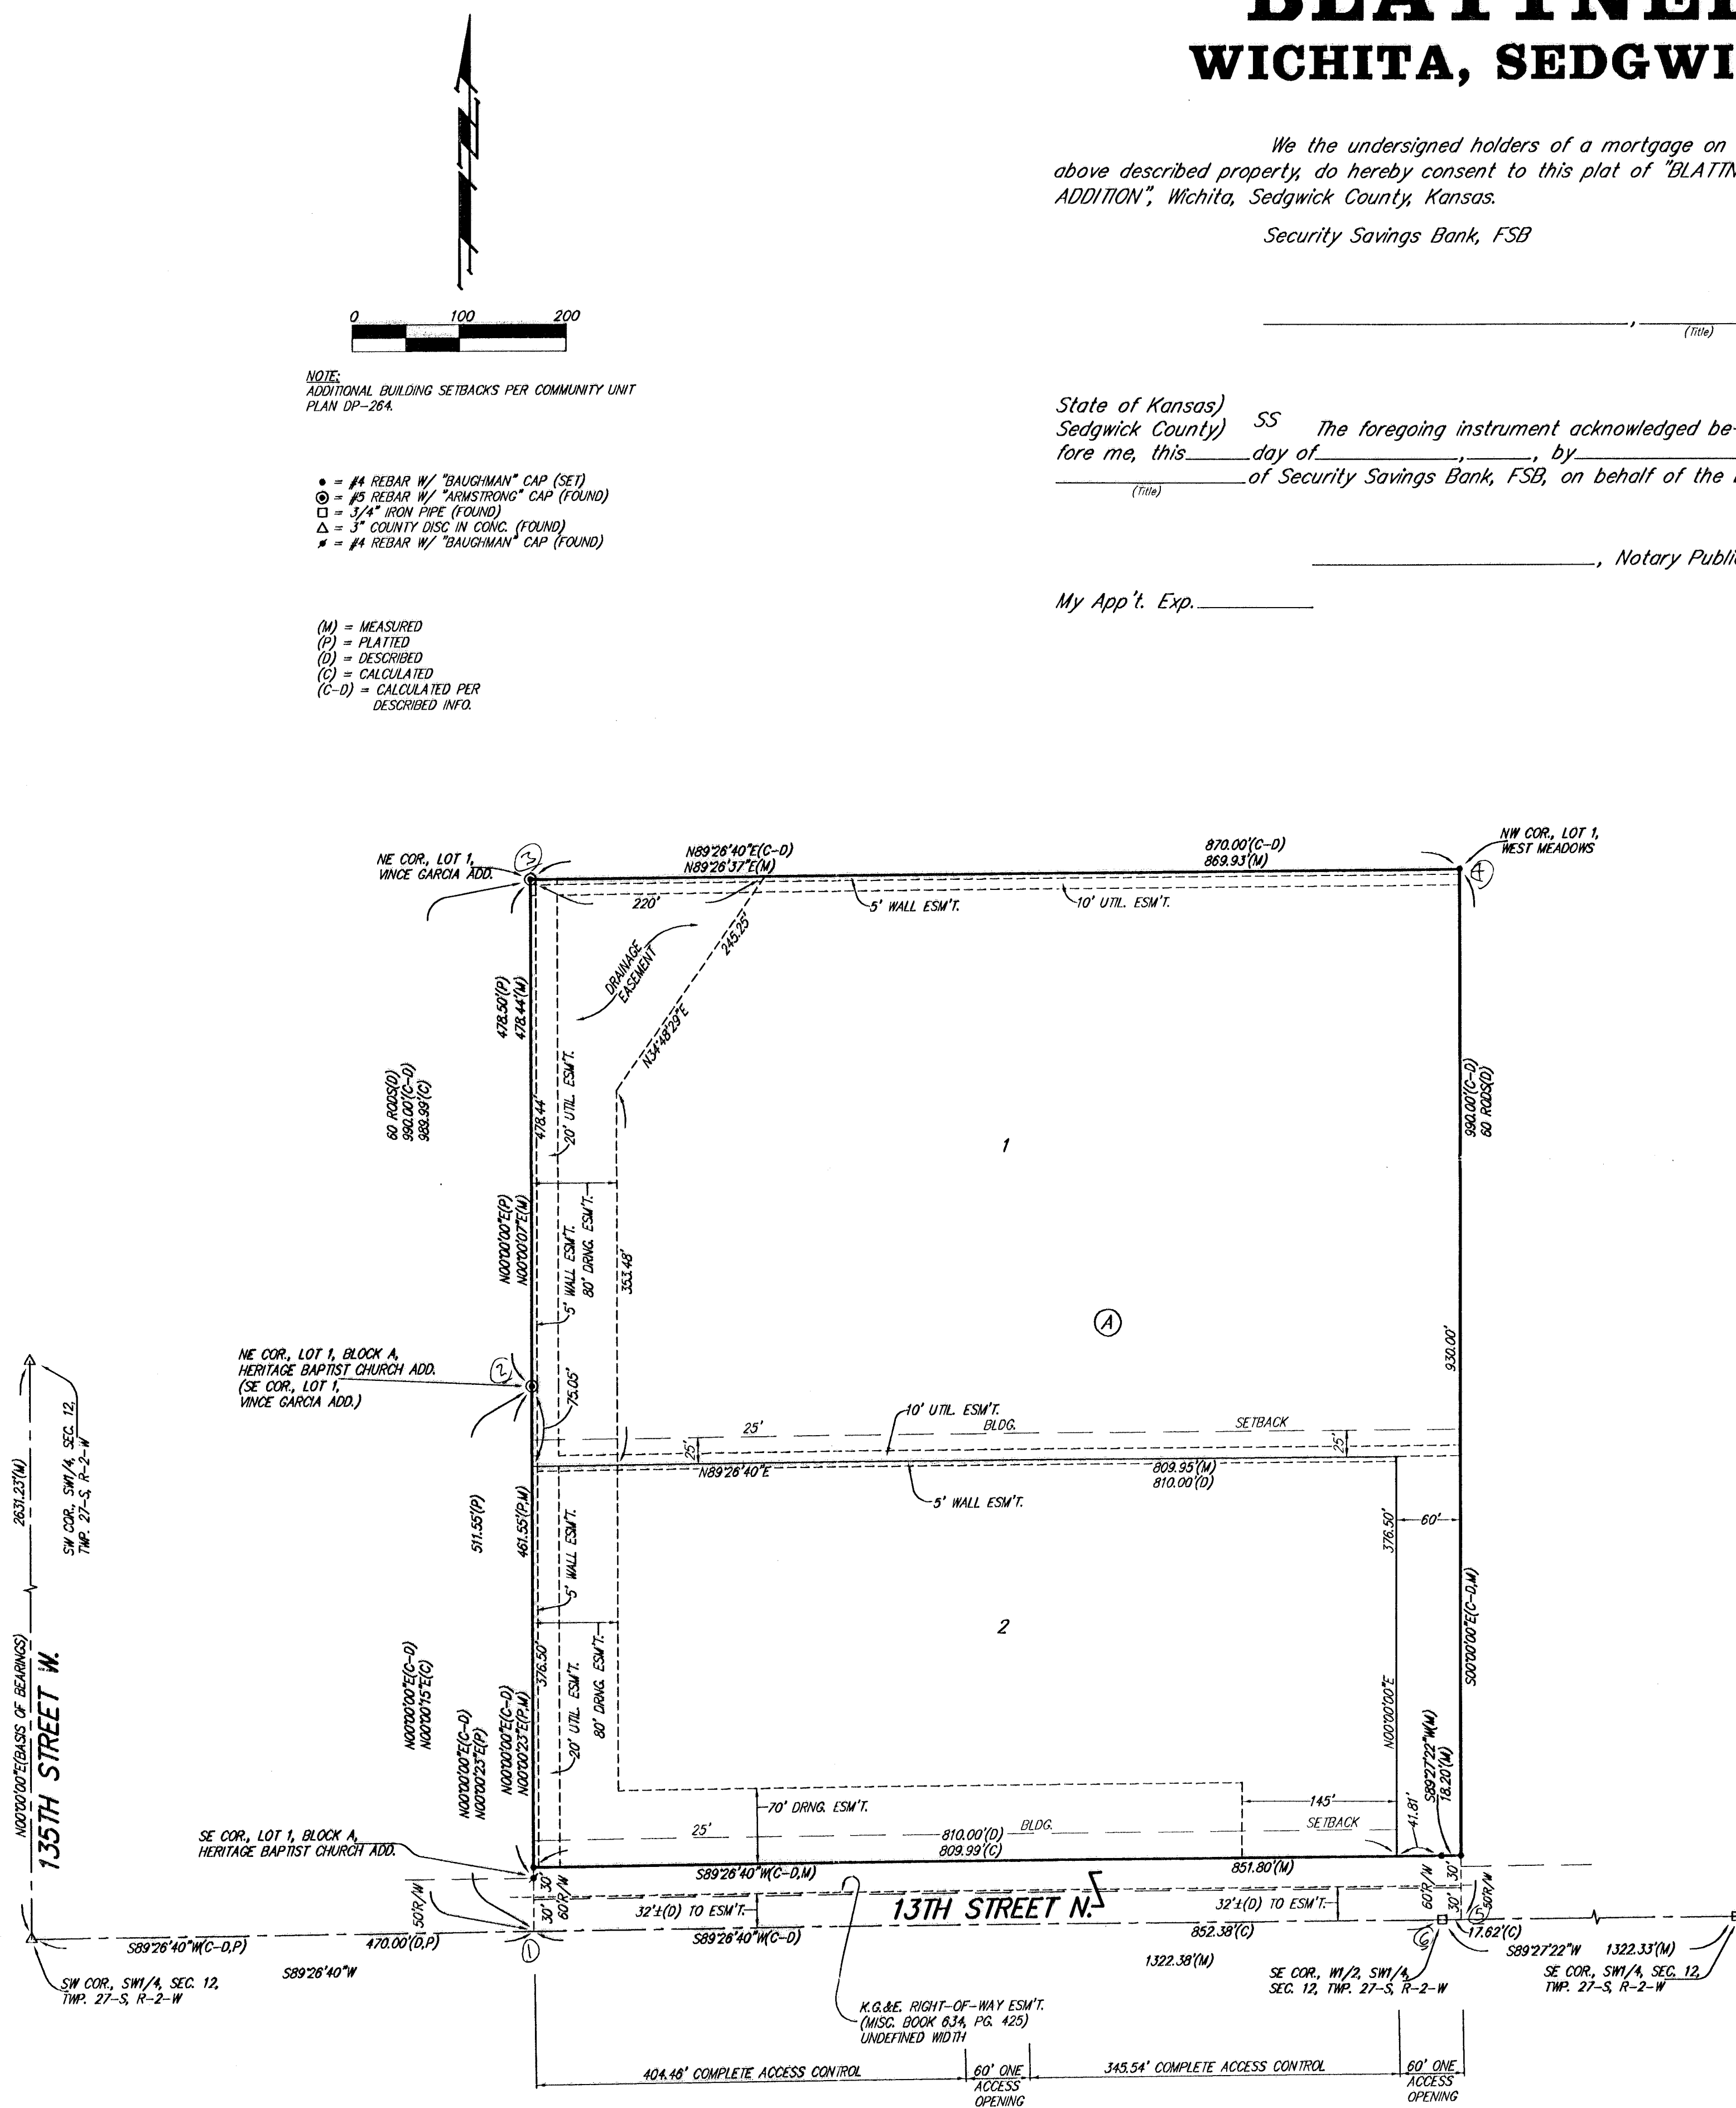 WICHITA, SEDGWI
We the undersigned holders of a mortgage on
above described property, do hereby consent to this plat of "BLATTN
ADDITION", Wichita, Sedgwick County, Kansas.
Security Savings Bank, FSB
,
(Title)
State of Kansas)
Sedgwick County) SS The foregoing instrument acknowledged be-
fore me, this day of , , by
of Security Savings Bank, FSB, on behalf of the
(Title)
, Notary Publi
My App't. Exp.
0 100 200
NOTE:
ADDITIONAL BUILDING SETBACKS PER COMMUNITY UNIT
PLAN DP-264.
● = #4 REBAR W/ "BAUGHMAN" CAP (SET)
= #5 REBAR W/ "ARMSTRONG" CAP (FOUND)
□ = 3/4" IRON PIPE (FOUND)
△ = 3" COUNTY DISC IN CONC. (FOUND)
= #4 REBAR W/ "BAUGHMAN" CAP (FOUND)
(M) = MEASURED
(P) = PLATTED
(D) = DESCRIBED
(C) = CALCULATED
(C-D) = CALCULATED PER
DESCRIBED INFO.
NE COR., LOT 1,
VINCE GARCIA ADD.
3
N89°26'40"E(C-D)
N89°26'37"E(M)
870.00'(C-D)
869.93'(M)
NW COR., LOT 1,
WEST MEADOWS
4
220'
5' WALL ESM'T.
10' UTIL. ESM'T.
DRAINAGE
EASEMENT
245.25'
N34°48'29"E
478.50'(P)
478.44'(M)
60 RODS(D)
990.00'(C-D)
989.99'(C)
478.44'
20' UTIL. ESM'T.
990.00'(C-D)
60 RODS(D)
1
N00°00'00"E(P)
N00°00'07"E(M)
5' WALL ESM'T.
80' DRNG. ESM'T.
353.48'
A
930.00'
NE COR., LOT 1, BLOCK A,
HERITAGE BAPTIST CHURCH ADD.
(SE COR., LOT 1,
VINCE GARCIA ADD.)
2
75.05'
10' UTIL. ESM'T.
25' BLDG. SETBACK
25'
25'
N89°26'40"E
809.95'(M)
810.00'(D)
5' WALL ESM'T.
2631.23'(M)
SW COR., SW1/4, SEC. 12,
TWP. 27-S, R-2-W
511.55'(P)
461.55'(P,M)
5' WALL ESM'T.
376.50'
60'
S00°00'00"E(C-D,M)
2
N00°00'00"E(BASIS OF BEARINGS)
135TH STREET W.
N00°00'00"E(C-D)
N00°00'15"E(C)
N00°00'00"E(C-D)
N00°00'23"E(P)
N00°00'00"E(C-D)
N00°00'23"E(P,M)
376.50'
20' UTIL. ESM'T.
80' DRNG. ESM'T.
N00°00'00"E
S89°27'22"W(M)
18.20'(M)
41.81'
70' DRNG. ESM'T.
145'
SE COR., LOT 1, BLOCK A,
HERITAGE BAPTIST CHURCH ADD.
25' BLDG. SETBACK
810.00'(D)
809.99'(C)
S89°26'40"W(C-D,M)
851.80'(M)
50'R/W
30' 30'
60'R/W
32'±(D) TO ESM'T.
13TH STREET N.
32'±(D) TO ESM'T.
60'R/W
30' 30'
50'R/W
5
S89°26'40"W(C-D,P)
470.00'(D,P)
1
S89°26'40"W(C-D)
852.38'(C)
6
17.62'(C)
S89°27'22"W 1322.33'(M)
S89°26'40"W
1322.38'(M)
SW COR., SW1/4, SEC. 12,
TWP. 27-S, R-2-W
SE COR., W1/2, SW1/4,
SEC. 12, TWP. 27-S, R-2-W
SE COR., SW1/4, SEC. 12,
TWP. 27-S, R-2-W
K.G.&E. RIGHT-OF-WAY ESM'T.
(MISC. BOOK 634, PG. 425)
UNDEFINED WIDTH
404.46' COMPLETE ACCESS CONTROL
60' ONE
ACCESS
OPENING
345.54' COMPLETE ACCESS CONTROL
60' ONE
ACCESS
OPENING